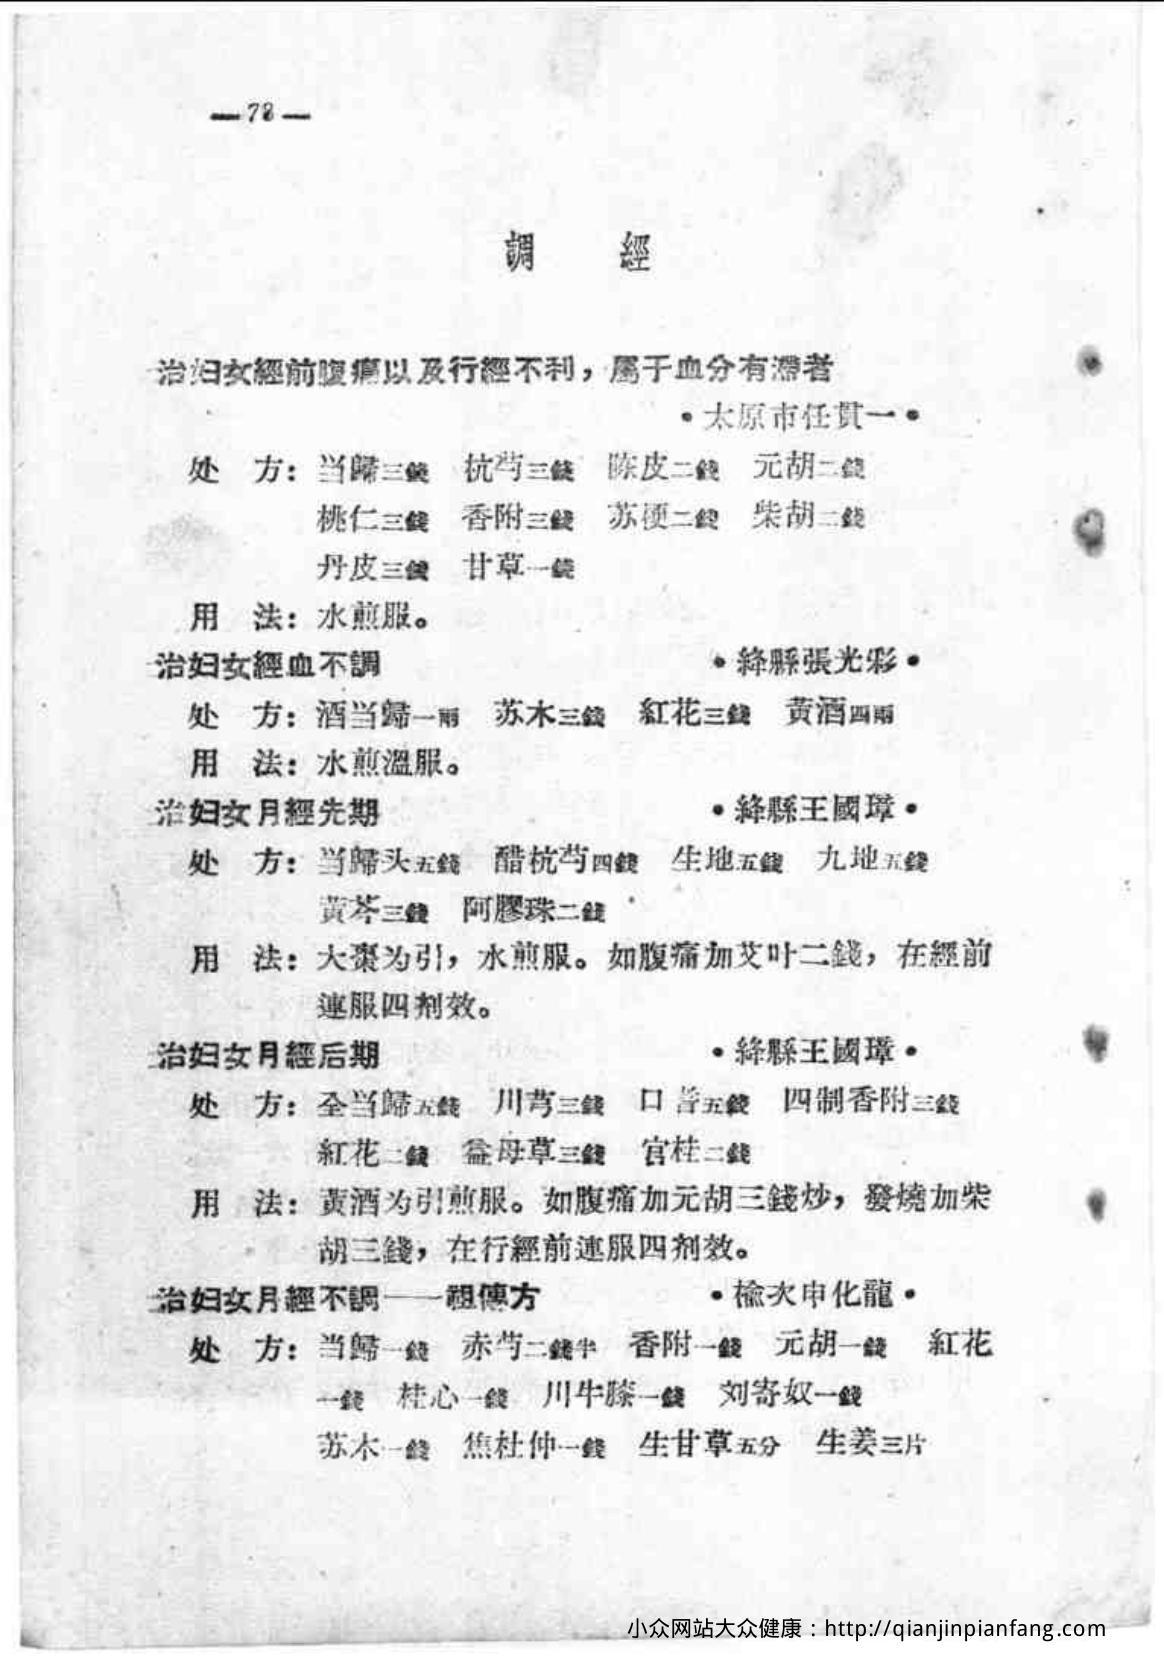 —78—
調 經
治妇女經前腹痛以及行經不利，屬于血分有滯者
•太原市任貫一•
处 方：当歸三錢 杭芍三錢 陈皮二錢 元胡二錢
桃仁三錢 香附三錢 苏梗二錢 柴胡二錢
丹皮三錢 甘草一錢
用 法：水煎服。
治妇女經血不調 •絳縣張光彩•
处 方：酒当歸一兩 苏木三錢 紅花三錢 黃酒四兩
用 法：水煎溫服。
治妇女月經先期 •絳縣王國璋•
处 方：当歸头五錢 醋杭芍四錢 生地五錢 九地五錢
黃芩三錢 阿膠珠二錢
用 法：大棗为引，水煎服。如腹痛加艾叶二錢，在經前
連服四剂效。
治妇女月經后期 •絳縣王國璋•
处 方：全当歸五錢 川芎三錢 口 五錢 四制香附三錢
紅花二錢 益母草三錢 官桂二錢
用 法：黃酒为引煎服。如腹痛加元胡三錢炒，發燒加柴
胡三錢，在行經前連服四剂效。
治妇女月經不調——祖傳方 •榆次申化龍•
处 方：当歸一錢 赤芍二錢半 香附一錢 元胡一錢 紅花
一錢 桂心一錢 川牛膝一錢 刘寄奴一錢
苏木一錢 焦杜仲一錢 生甘草五分 生姜三片
小众网站大众健康：http://qianjinpianfang.com